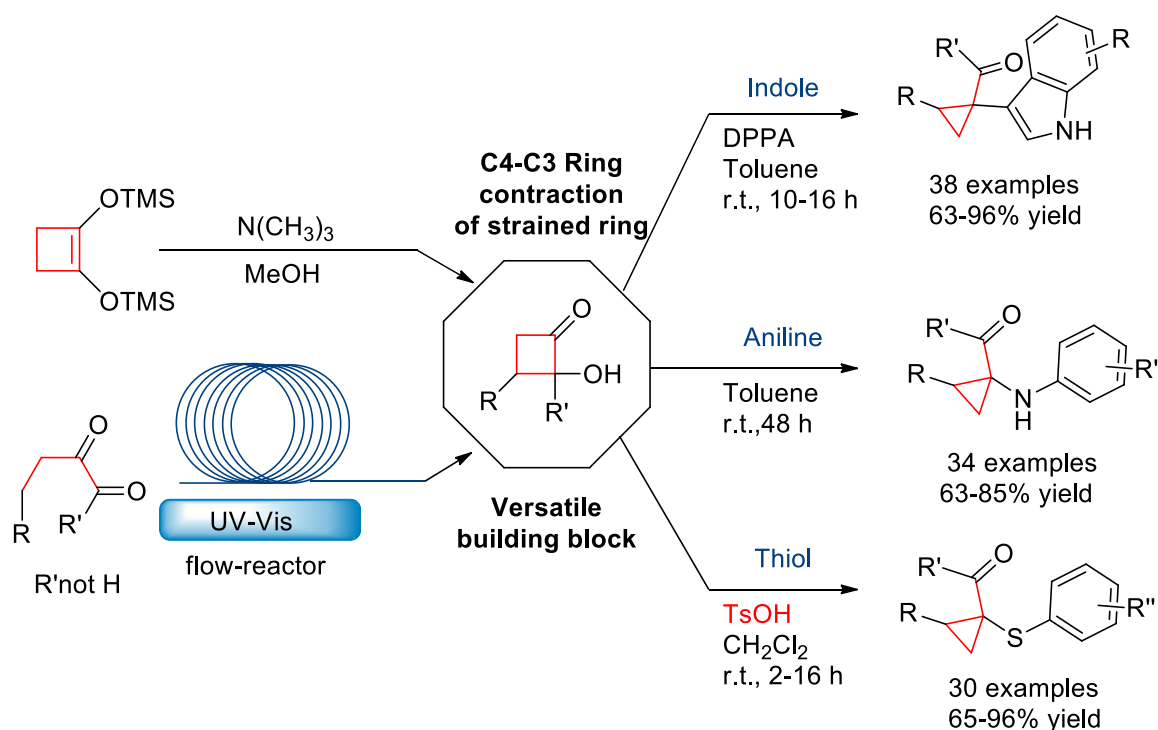 OTMS
OTMS
N(CH3)3
MeOH
R
R'
O
O
R'not H
UV-Vis
flow-reactor
C4-C3 Ring
contraction
of strained ring
O
OH
R
R'
Versatile
building block
Indole
DPPA
Toluene
r.t., 10-16 h
R'
O
R
R
NH
38 examples
63-96% yield
Aniline
Toluene
r.t.,48 h
R'
O
R
N
H
R'
34 examples
63-85% yield
Thiol
TsOH
CH2Cl2
r.t., 2-16 h
R'
O
R
S
R"
30 examples
65-96% yield